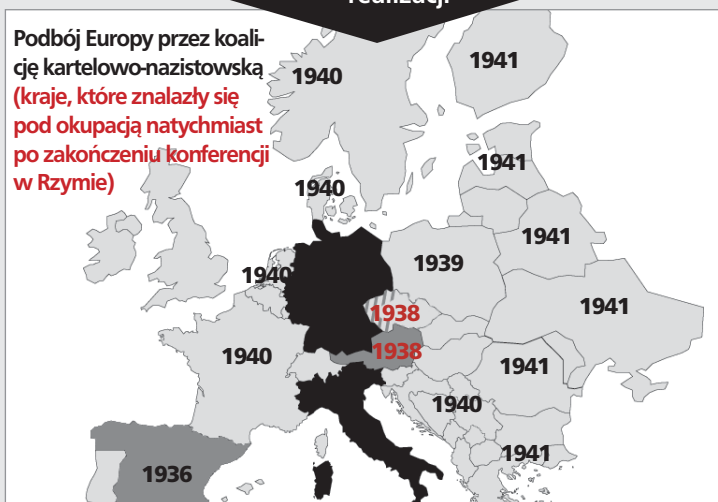 realizacji
Podbój Europy przez koali-
cję kartelowo-nazistowską
(kraje, które znalazły się
pod okupacją natychmiast
po zakończeniu konferencji
w Rzymie)
1940
1941
1941
1940
1941
1939
1940
1938
1941
1938
1940
1941
1940
1941
1936